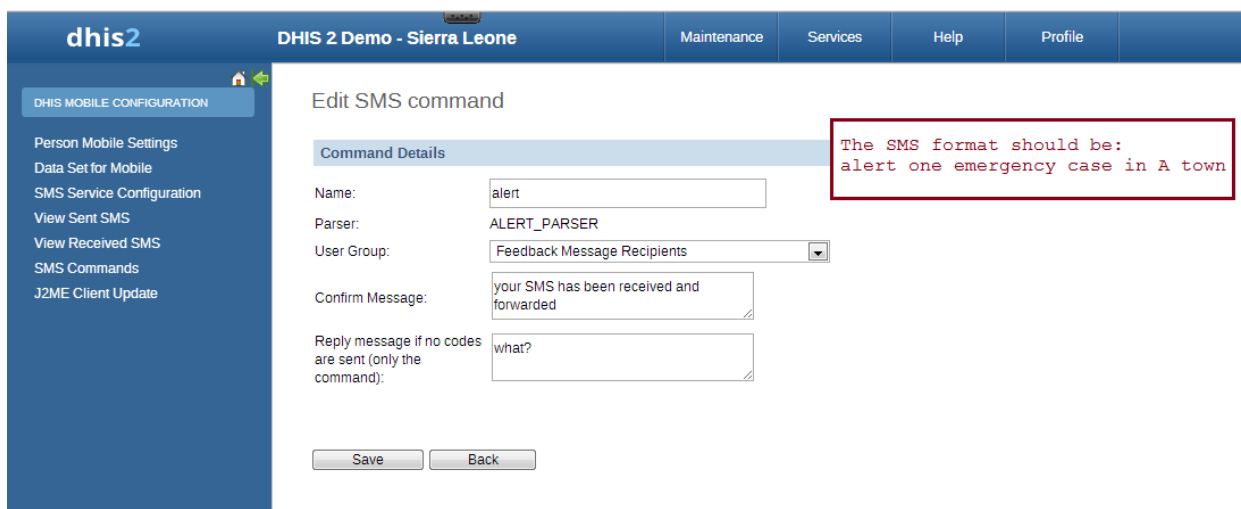 dhis2
DHIS 2 Demo - Sierra Leone
Maintenance
Services
Help
Profile
DHIS MOBILE CONFIGURATION
Person Mobile Settings
Data Set for Mobile
SMS Service Configuration
View Sent SMS
View Received SMS
SMS Commands
J2ME Client Update
Edit SMS command
Command Details
The SMS format should be:
alert one emergency case in A town
Name:
alert
Parser:
ALERT_PARSER
User Group:
Feedback Message Recipients
Confirm Message:
your SMS has been received and
forwarded
Reply message if no codes
are sent (only the
command):
what?
Save
Back